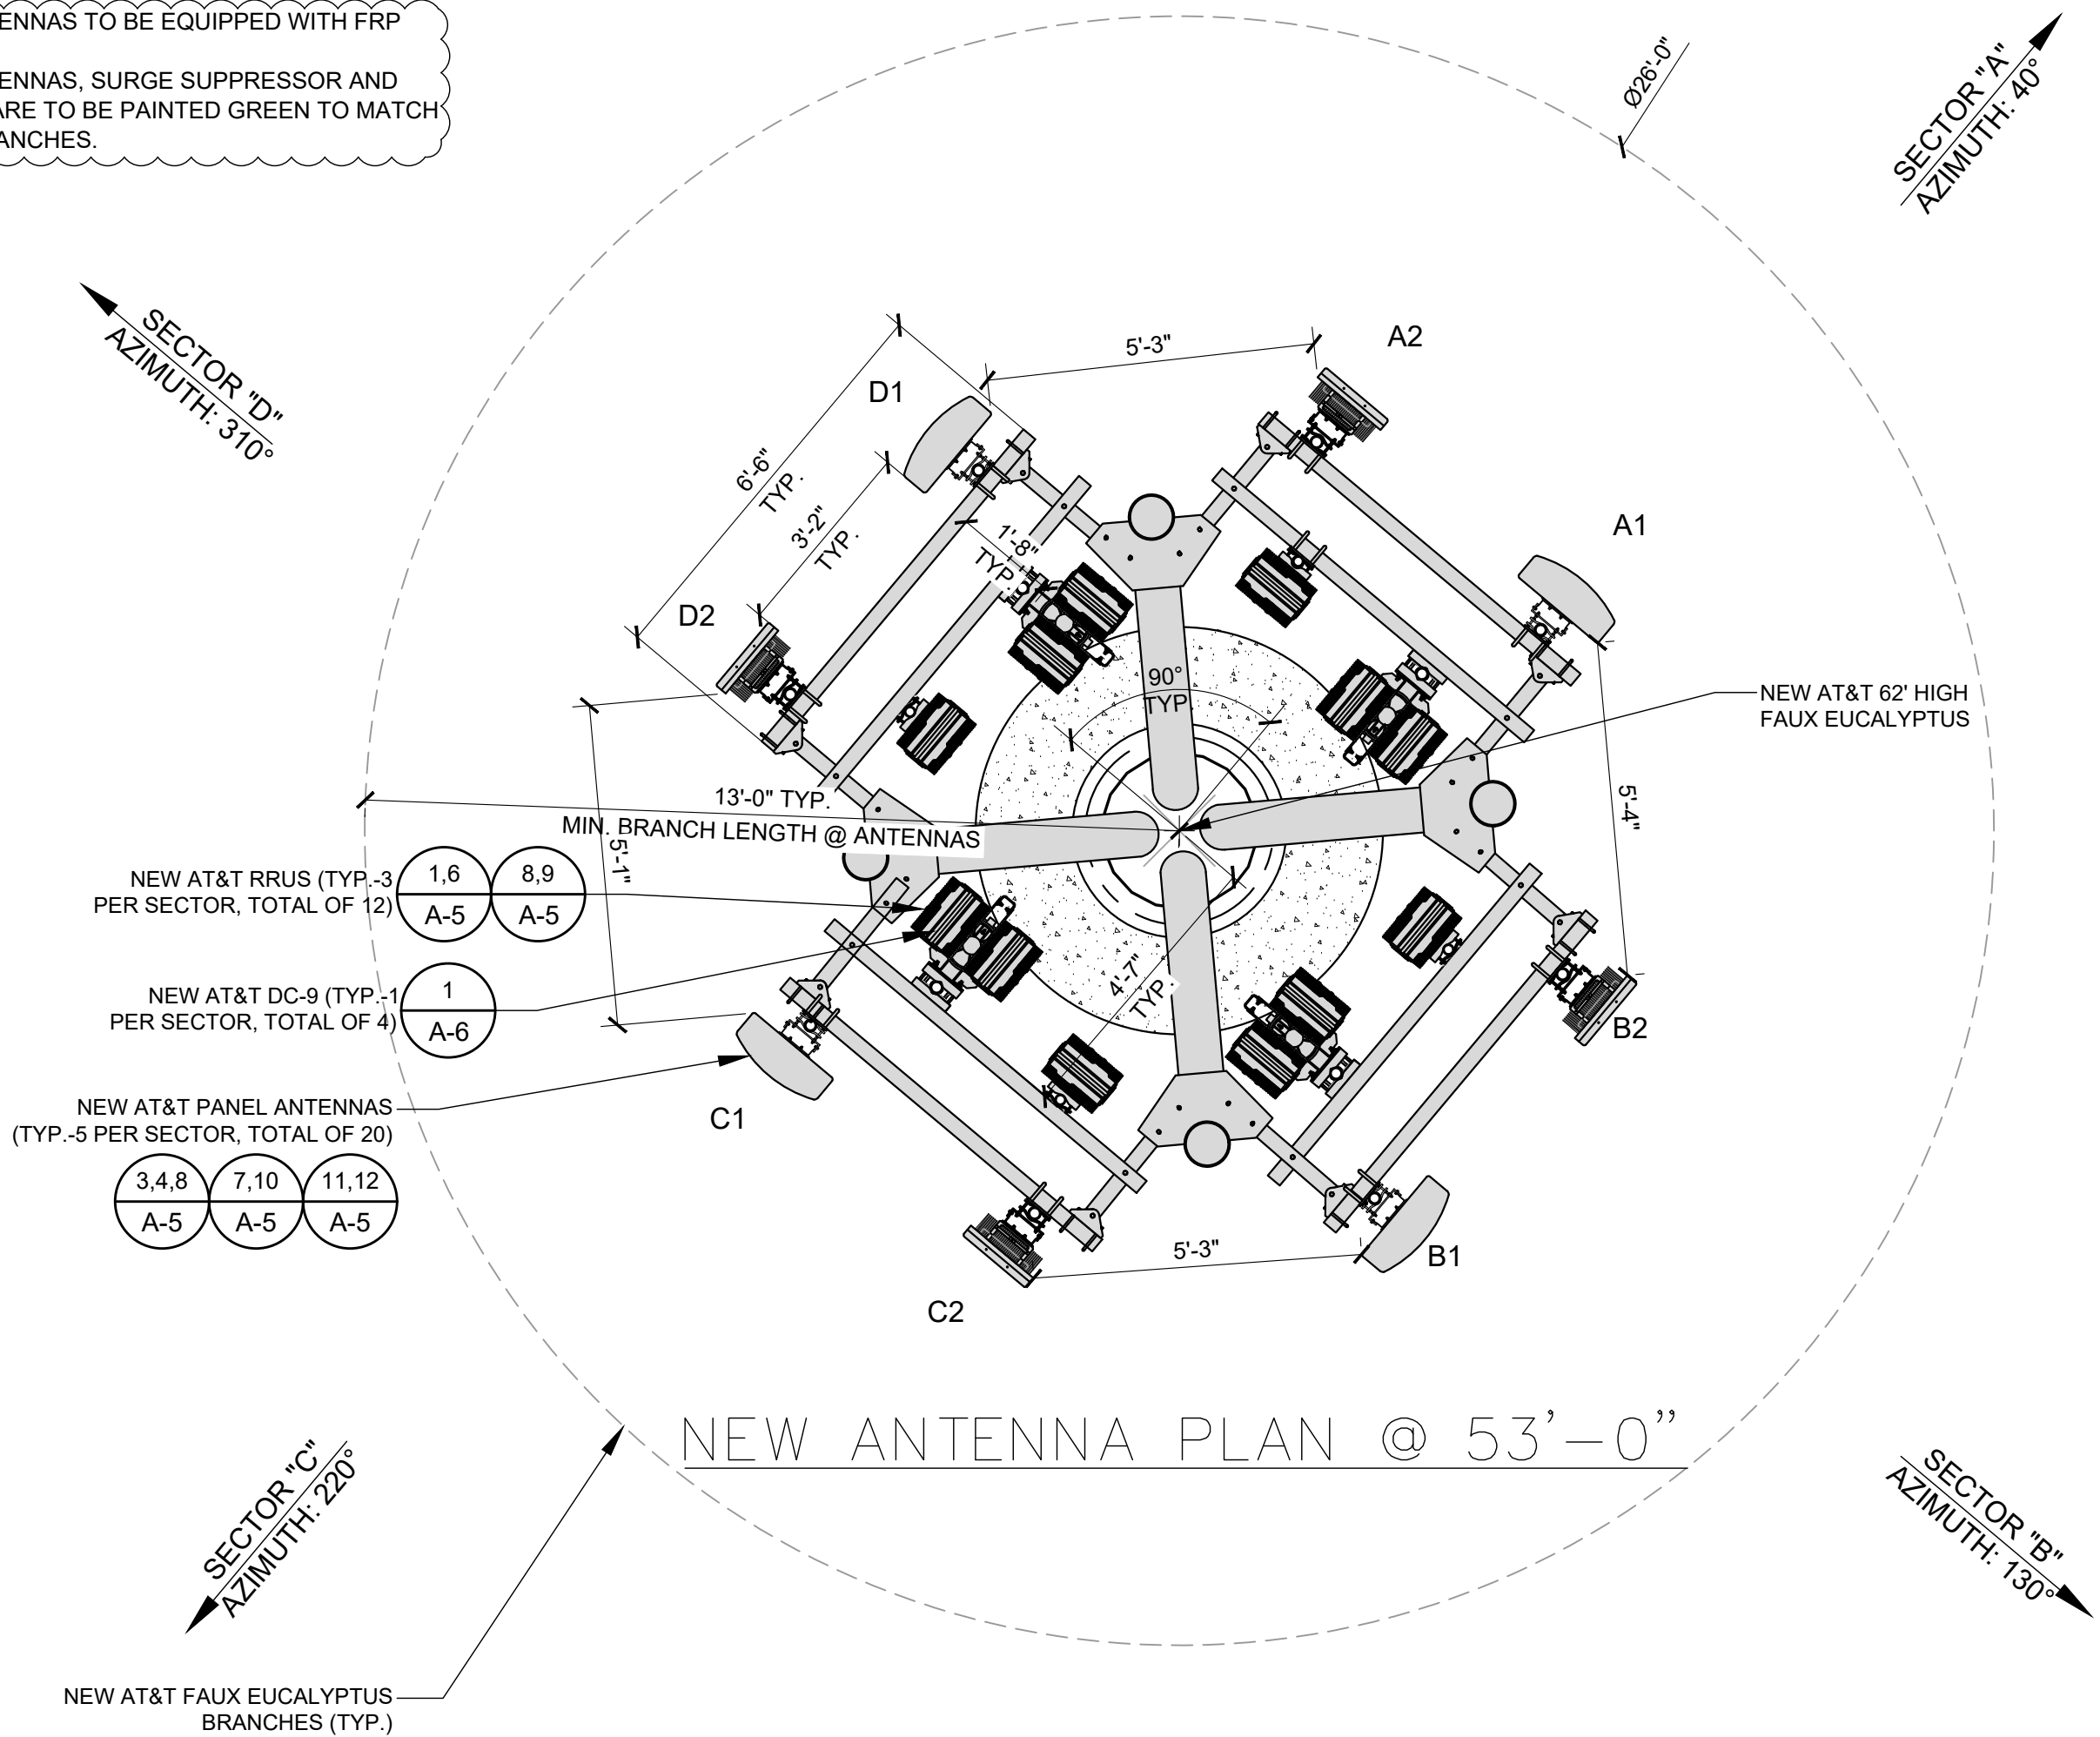 ENNAS TO BE EQUIPPED WITH FRP
ENNAS, SURGE SUPPRESSOR AND
ARE TO BE PAINTED GREEN TO MATCH
ANCHES.
Ø26'-0"
SECTOR "A"
AZIMUTH: 40°
SECTOR "D"
AZIMUTH: 310°
A2
5'-3"
D1
A1
6'-6"
TYP.
3'-2"
TYP.
1'-8"
TYP.
D2
90°
TYP
NEW AT&T 62' HIGH
FAUX EUCALYPTUS
13'-0" TYP.
MIN. BRANCH LENGTH @ ANTENNAS
5'-4"
5'-1"
NEW AT&T RRUS (TYP.-3
PER SECTOR, TOTAL OF 12)
1,6
A-5
8,9
A-5
4'-7"
TYP.
NEW AT&T DC-9 (TYP.-1
PER SECTOR, TOTAL OF 4)
1
A-6
B2
NEW AT&T PANEL ANTENNAS
(TYP.-5 PER SECTOR, TOTAL OF 20)
C1
3,4,8
A-5
7,10
A-5
11,12
A-5
5'-3"
B1
C2
NEW ANTENNA PLAN @ 53'-0"
SECTOR "C"
AZIMUTH: 220°
SECTOR "B"
AZIMUTH: 130°
NEW AT&T FAUX EUCALYPTUS
BRANCHES (TYP.)